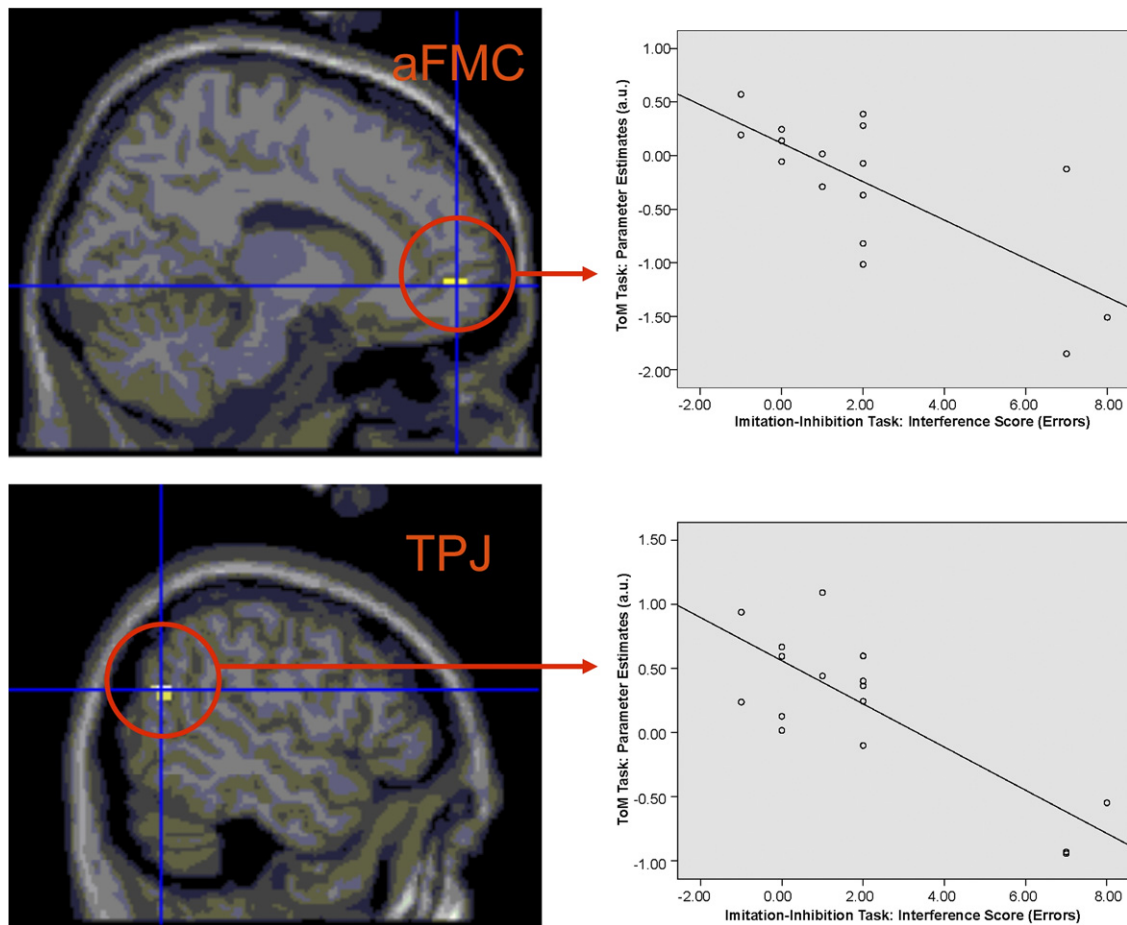 aFMC
ToM Task: Parameter Estimates (a.u.)
1.00
0.50
0.00
-0.50
-1.00
-1.50
-2.00
-2.00 0.00 2.00 4.00 6.00 8.00
Imitation-Inhibition Task: Interference Score (Errors)
TPJ
ToM Task: Parameter Estimates (a.u.)
1.50
1.00
0.50
0.00
-0.50
-1.00
-2.00 0.00 2.00 4.00 6.00 8.00
Imitation-Inhibition Task: Interference Score (Errors)